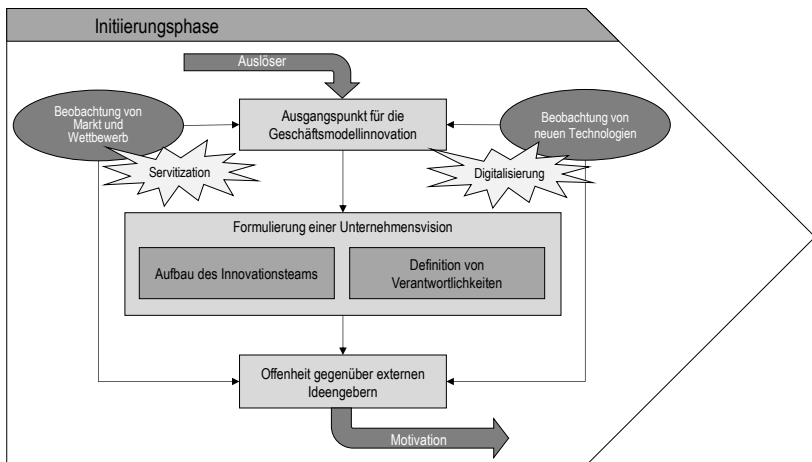 Initiierungsphase
Auslöser
Beobachtung von
Markt und
Wettbewerb
Ausgangspunkt für die
Geschäftsmodellinnovation
Beobachtung von
neuen Technologien
Servitization
Digitalisierung
Formulierung einer Unternehmensvision
Aufbau des Innovationsteams
Definition von
Verantwortlichkeiten
Offenheit gegenüber externen
Ideengebern
Motivation